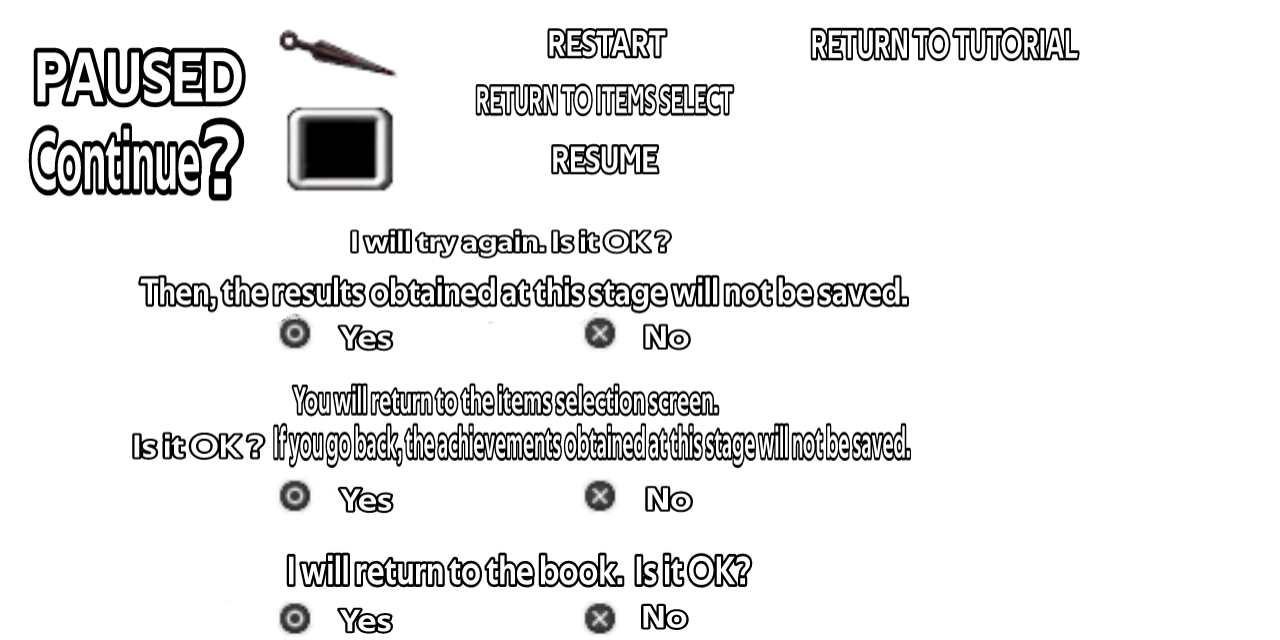 PAUSED
Continue?
RESTART
RETURN TO ITEMS SELECT
RESUME
RETURN TO TUTORIAL
I will try again. Is it OK ?
Then, the results obtained at this stage will not be saved.
Yes No
You will return to the items selection screen.
Is it OK ? If you go back, the achievements obtained at this stage will not be saved.
Yes No
I will return to the book. Is it OK?
Yes No